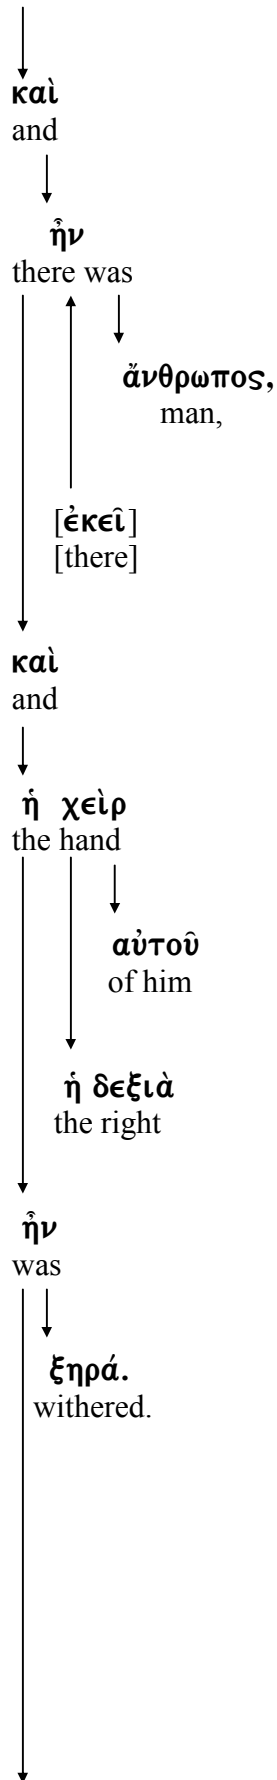 καὶ
and
ἦν
there was
ἄνθρωπος,
man,
[ἐκεῖ]
[there]
καὶ
and
ἡ χεὶρ
the hand
αὐτοῦ
of him
ἡ δεξιὰ
the right
ἦν
was
ξηρά.
withered.